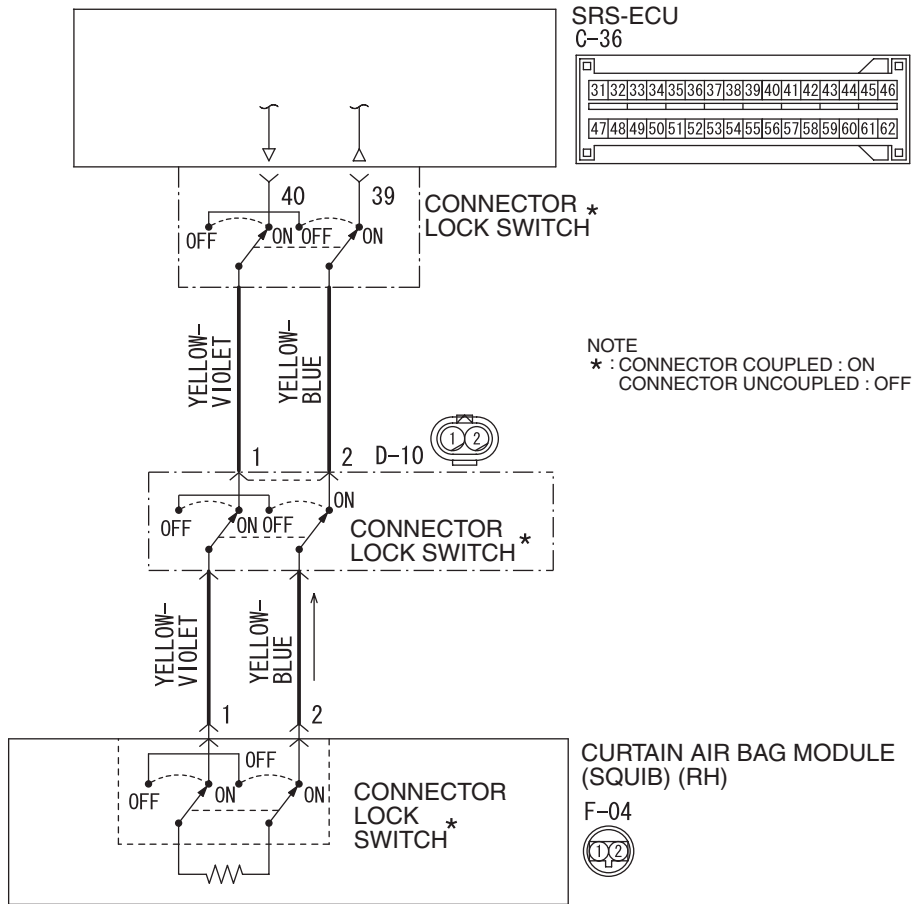 SRS-ECU
C-36
31 32 33 34 35 36 37 38 39 40 41 42 43 44 45 46
47 48 49 50 51 52 53 54 55 56 57 58 59 60 61 62
40 39
CONNECTOR
LOCK SWITCH *
OFF ON OFF ON
YELLOW-
VIOLET
YELLOW-
BLUE
NOTE
* : CONNECTOR COUPLED : ON
CONNECTOR UNCOUPLED : OFF
1 2 D-10
1 2
ON
OFF ON OFF
CONNECTOR
LOCK SWITCH *
YELLOW-
VIOLET
YELLOW-
BLUE
1 2
OFF
OFF ON ON
CONNECTOR
LOCK
SWITCH *
CURTAIN AIR BAG MODULE
(SQUIB) (RH)
F-04
1 2